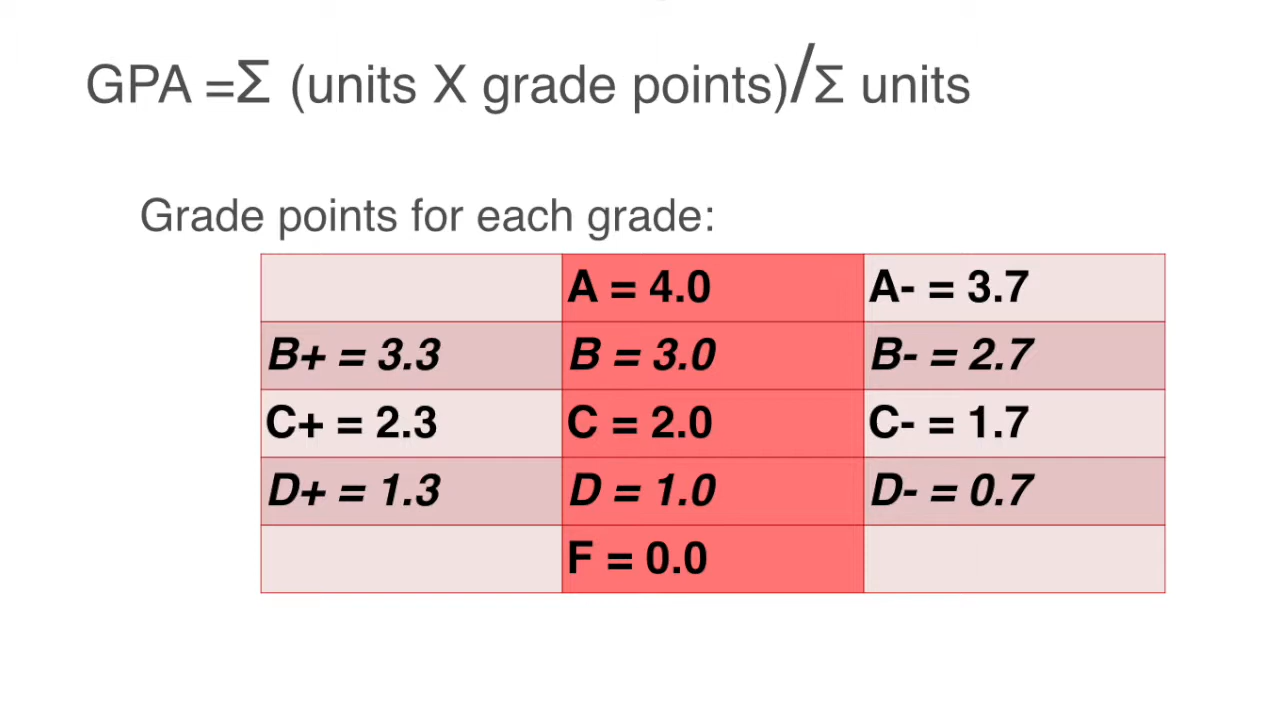 GPA =Σ (units X grade points)/Σ units
Grade points for each grade:
A = 4.0 A- = 3.7
B+ = 3.3 B = 3.0 B- = 2.7
C+ = 2.3 C = 2.0 C- = 1.7
D+ = 1.3 D = 1.0 D- = 0.7
F = 0.0